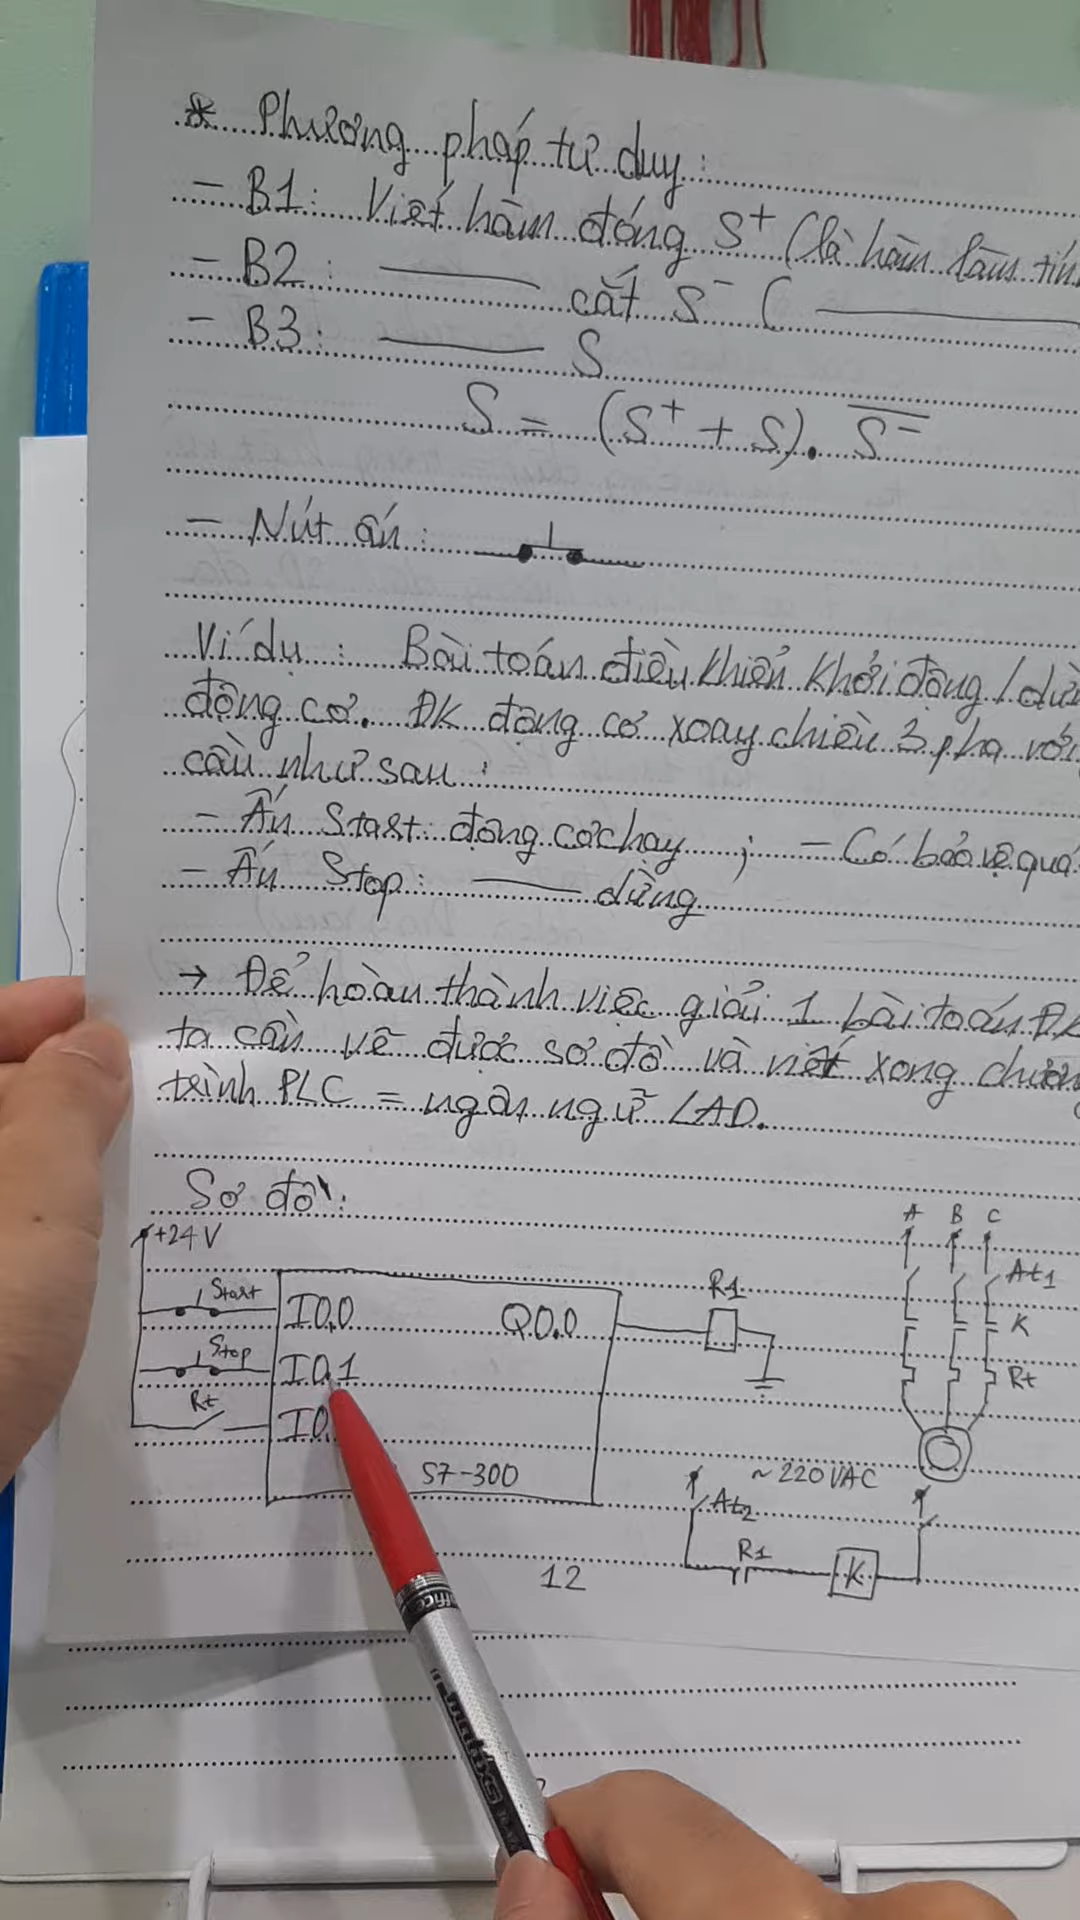 * Phương pháp tư duy:
- B1: Viết hàm đóng S⁺ (là hàm làm tín
- B2: ——— cắt S⁻ ( ———
- B3: ——— S
S = (S⁺ + S). S̅⁻̅
- Nút ấn:
Ví dụ: Bài toán điều khiển khởi động / dừ
động cơ. ĐK động cơ xoay chiều 3 pha với
cầu như sau:
- Ấn Start: động cơ chạy ; - Có bảo vệ quá
- Ấn Stop: ——— dừng
→ Để hoàn thành việc giải 1 bài toán ĐK
ta cần vẽ được sơ đồ và viết xong chương
trình PLC = ngôn ngữ LAD.
Sơ đồ:
+24V
Start I0.0 Q0.0 R1
Stop I0.1
Rt I0
S7-300
A B C
At1
K
Rt
~220VAC
At2
R1 K
12